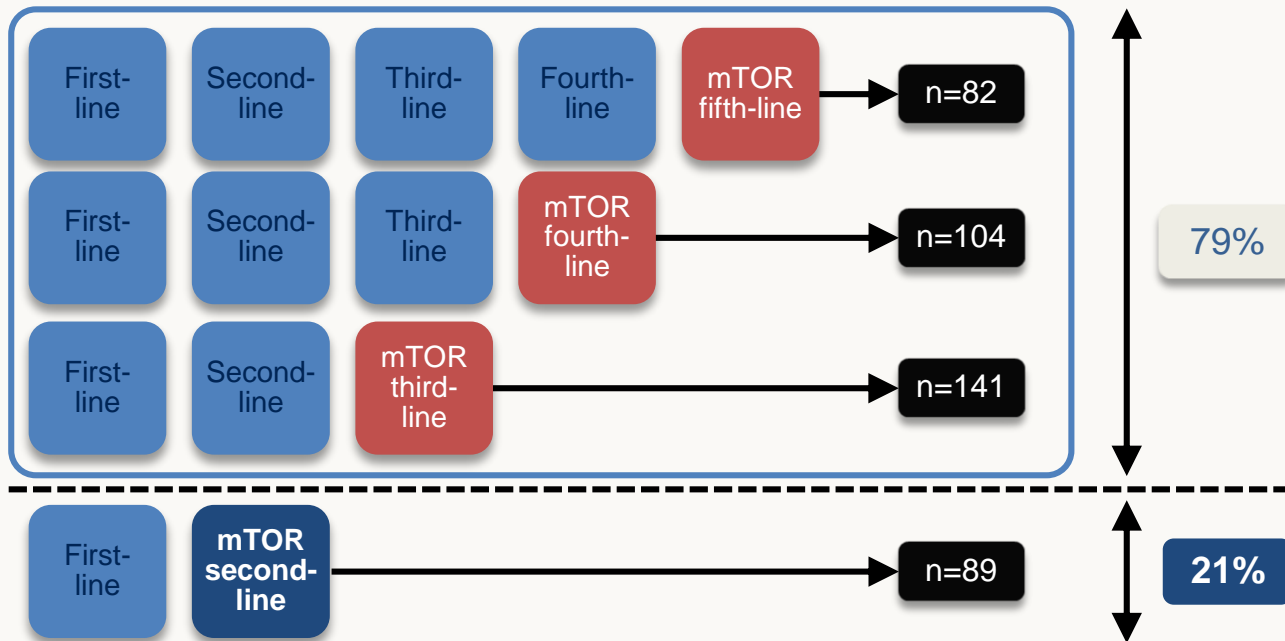 First-
line
Second-
line
Third-
line
Fourth-
line
mTOR
fifth-line
n=82
First-
line
Second-
line
Third-
line
mTOR
fourth-
line
n=104
79%
First-
line
Second-
line
mTOR
third-
line
n=141
First-
line
mTOR
second-
line
n=89
21%